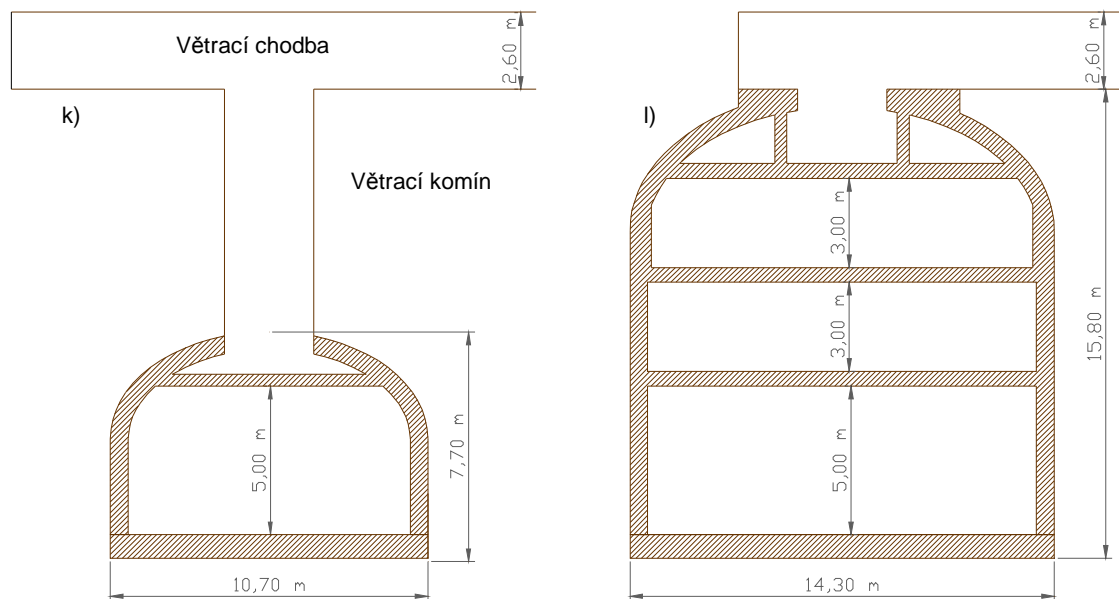 Větrací chodba
2,60 m
k)
Větrací komín
5,00 m
7,70 m
10,70 m
2,60 m
l)
3,00 m
3,00 m
5,00 m
15,80 m
14,30 m